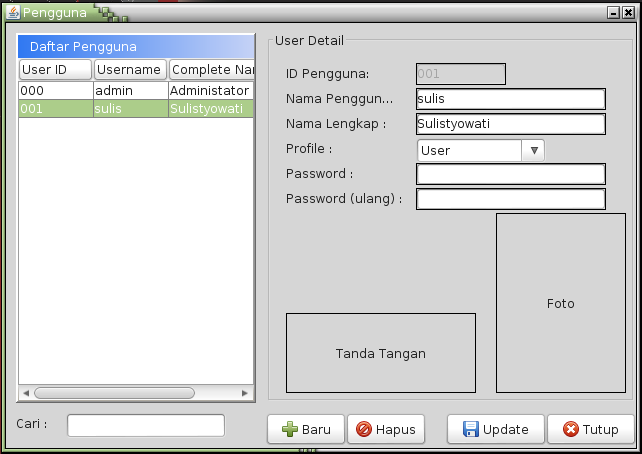 Pengguna
Daftar Pengguna
User ID Username Complete Nar
000 admin Administator
001 sulis Sulistyowati
Cari :
User Detail
ID Pengguna: 001
Nama Penggun... sulis
Nama Lengkap : Sulistyowati
Profile : User
Password :
Password (ulang) :
Tanda Tangan
Foto
Baru Hapus Update Tutup